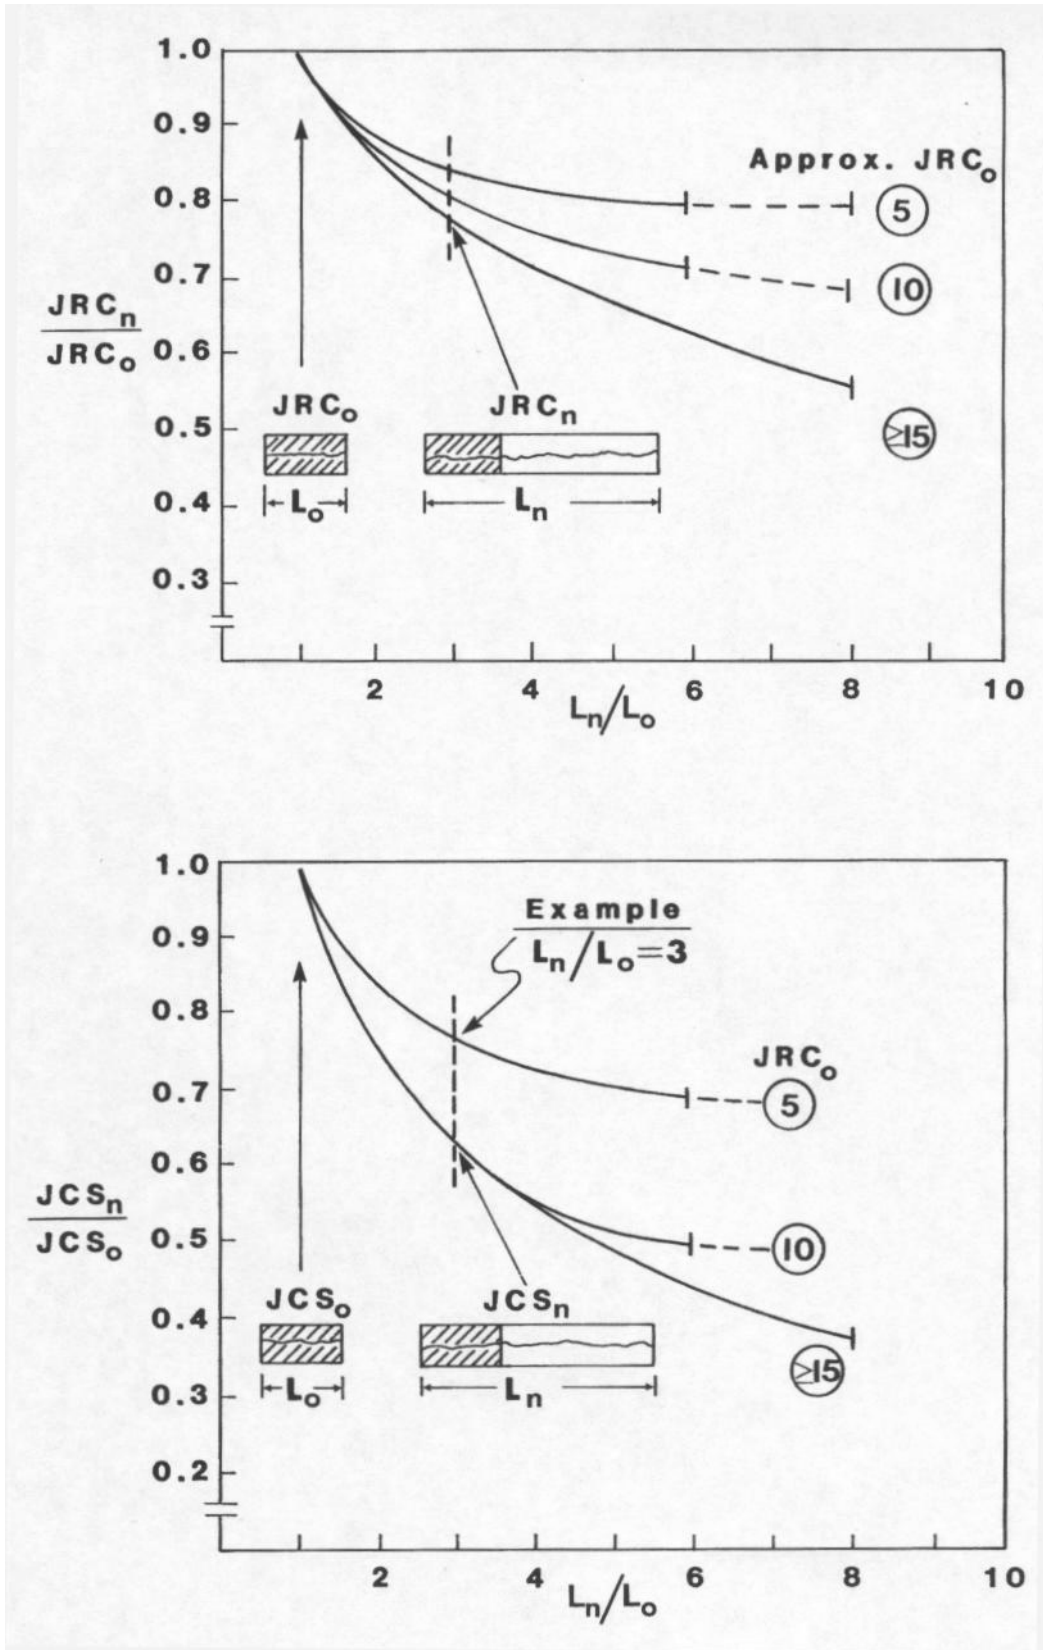 1.0
0.9
Approx. JRCo
0.8
5
0.7
10
JRCn
JRCo
0.6
0.5
JRCo
JRCn
≥15
Lo
Ln
0.4
0.3
2
4
6
8
10
Ln/Lo
1.0
Example
Ln/Lo=3
0.9
0.8
JRCo
0.7
5
0.6
JCSn
JCSo
0.5
10
JCSo
JCSn
0.4
≥15
Lo
Ln
0.3
0.2
2
4
6
8
10
Ln/Lo